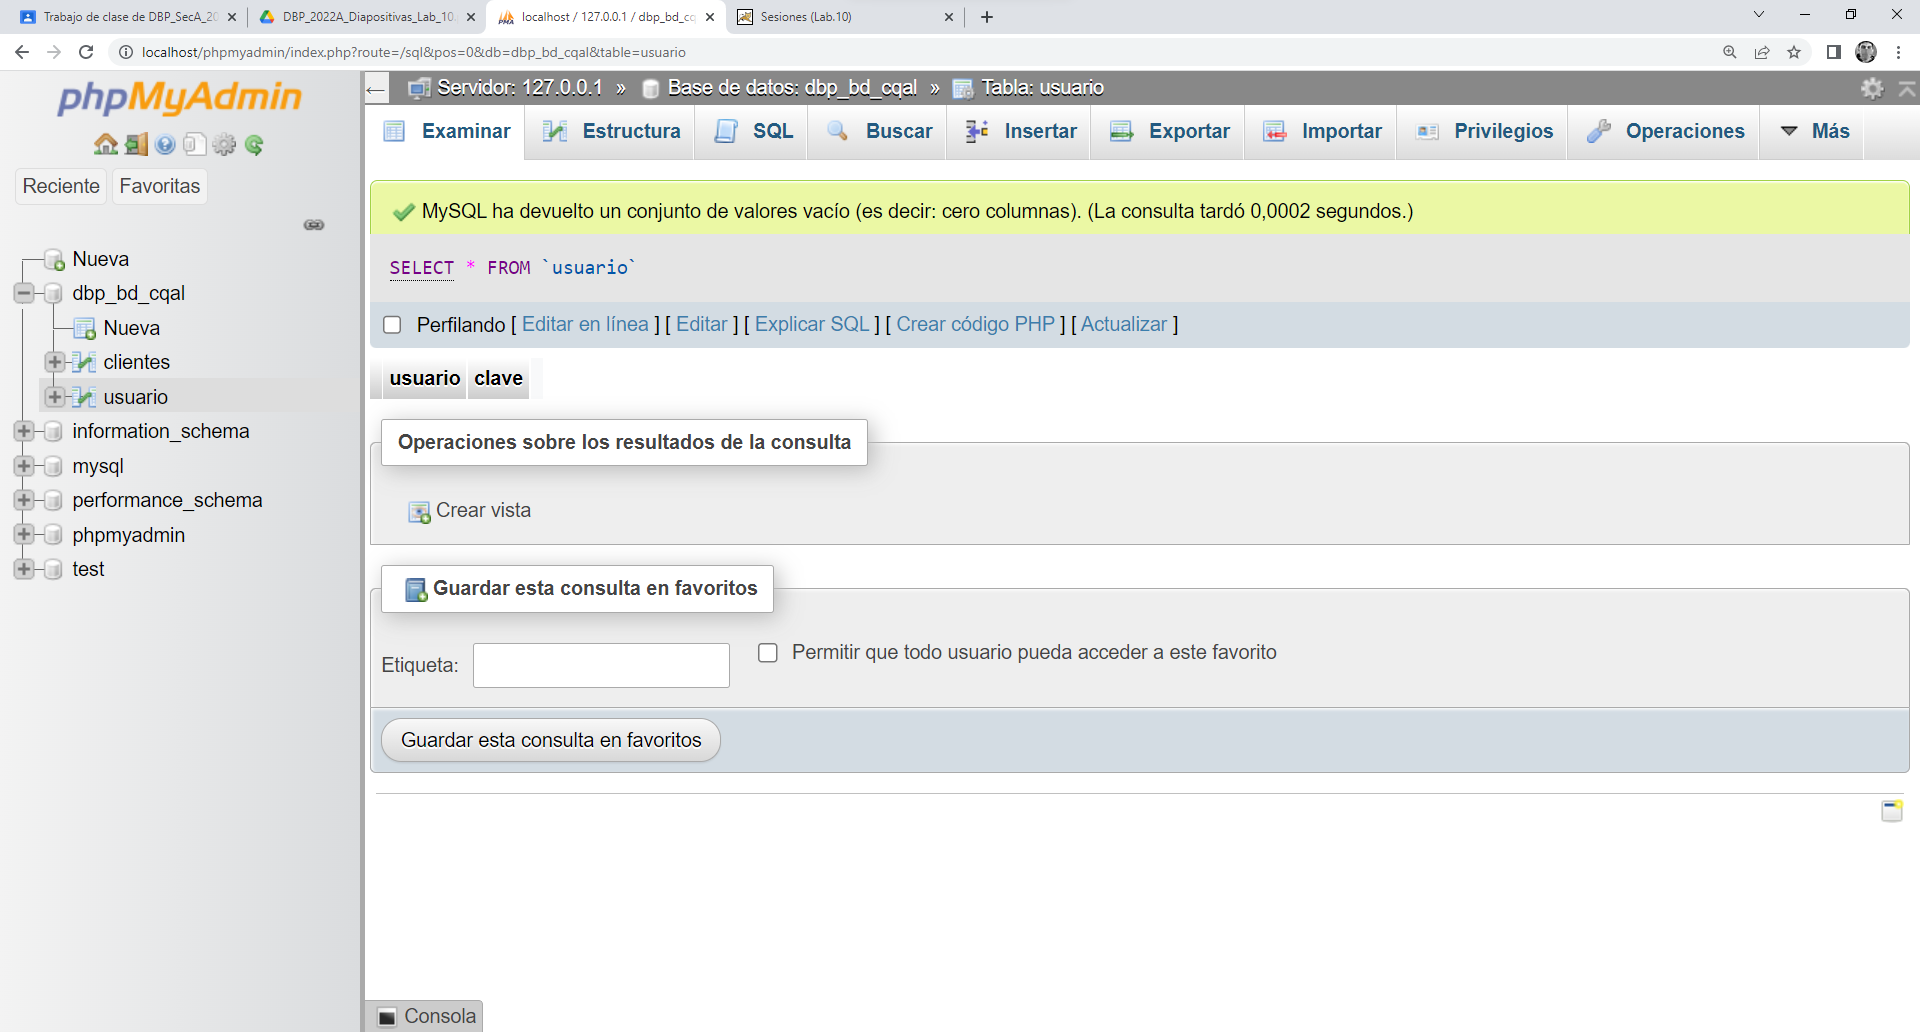 Trabajo de clase de DBP_SecA_20
DBP_2022A_Diapositivas_Lab_10.
localhost / 127.0.0.1 / dbp_bd_cq
Sesiones (Lab.10)
localhost/phpmyadmin/index.php?route=/sql&pos=0&db=dbp_bd_cqal&table=usuario
phpMyAdmin
Reciente
Favoritas
Nueva
dbp_bd_cqal
Nueva
clientes
usuario
information_schema
mysql
performance_schema
phpmyadmin
test
Servidor: 127.0.0.1 » Base de datos: dbp_bd_cqal » Tabla: usuario
Examinar
Estructura
SQL
Buscar
Insertar
Exportar
Importar
Privilegios
Operaciones
Más
MySQL ha devuelto un conjunto de valores vacío (es decir: cero columnas). (La consulta tardó 0,0002 segundos.)
SELECT * FROM `usuario`
Perfilando [ Editar en línea ] [ Editar ] [ Explicar SQL ] [ Crear código PHP ] [ Actualizar ]
usuario clave
Operaciones sobre los resultados de la consulta
Crear vista
Guardar esta consulta en favoritos
Etiqueta:
Permitir que todo usuario pueda acceder a este favorito
Guardar esta consulta en favoritos
Consola